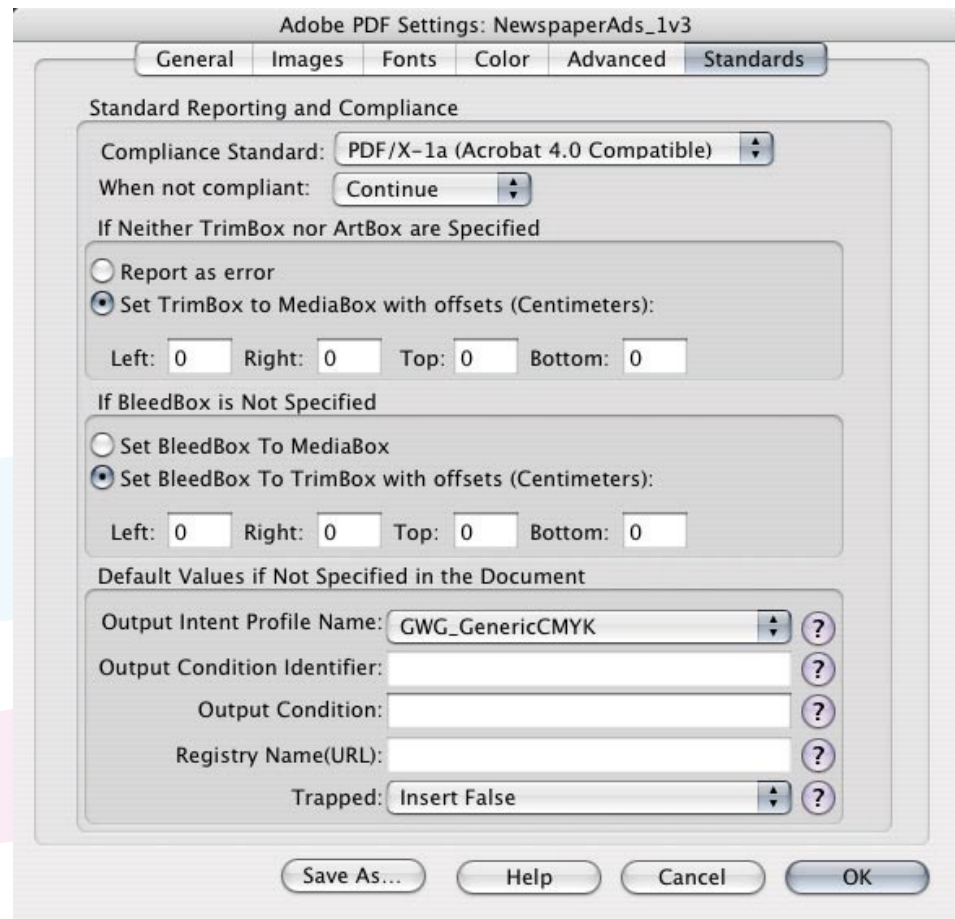 Adobe PDF Settings: NewspaperAds_1v3
General Images Fonts Color Advanced Standards
Standard Reporting and Compliance
Compliance Standard: PDF/X-1a (Acrobat 4.0 Compatible)
When not compliant: Continue
If Neither TrimBox nor ArtBox are Specified
Report as error
Set TrimBox to MediaBox with offsets (Centimeters):
Left: 0 Right: 0 Top: 0 Bottom: 0
If BleedBox is Not Specified
Set BleedBox To MediaBox
Set BleedBox To TrimBox with offsets (Centimeters):
Left: 0 Right: 0 Top: 0 Bottom: 0
Default Values if Not Specified in the Document
Output Intent Profile Name: GWG_GenericCMYK ?
Output Condition Identifier: ?
Output Condition: ?
Registry Name(URL): ?
Trapped: Insert False ?
Save As... Help Cancel OK